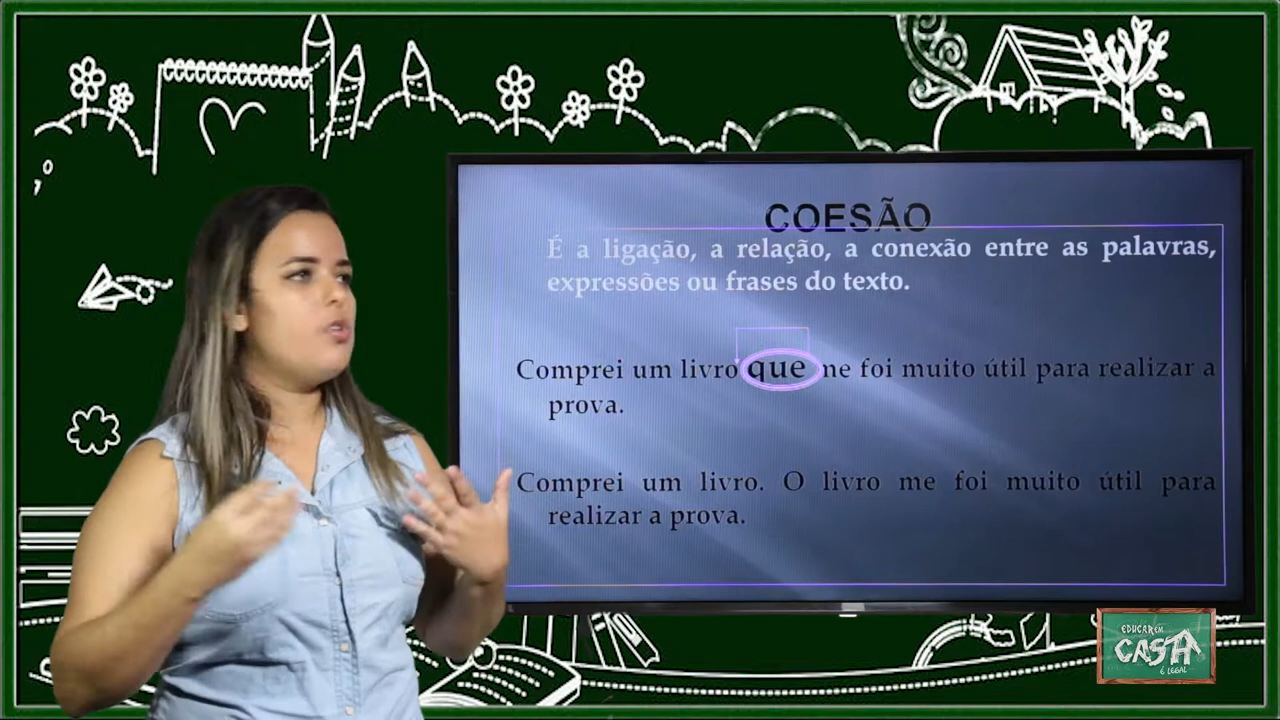 COESÃO
É a ligação, a relação, a conexão entre as palavras,
expressões ou frases do texto.
Comprei um livro que me foi muito útil para realizar a
prova.
Comprei um livro. O livro me foi muito útil para
realizar a prova.
EDUCAR EM
CASA
É LEGAL